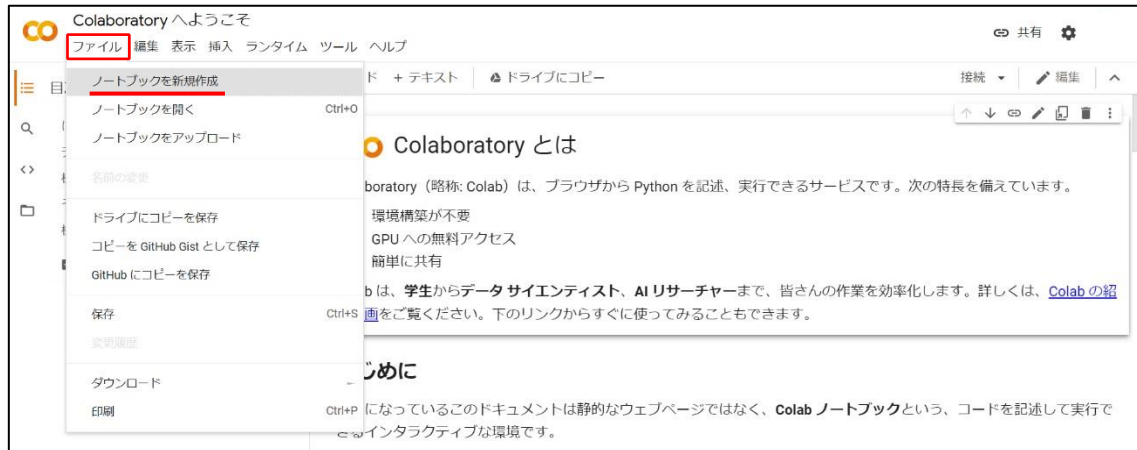 Colaboratory へようこそ
共有
ファイル 編集 表示 挿入 ランタイム ツール ヘルプ
ノートブックを新規作成
+ テキスト ドライブにコピー
接続 編集
ノートブックを開く Ctrl+O
ノートブックをアップロード
名前の変更
ドライブにコピーを保存
コピーを GitHub Gist として保存
GitHub にコピーを保存
保存 Ctrl+S
変更履歴
ダウンロード
印刷 Ctrl+P
Colaboratory とは
boratory（略称: Colab）は、ブラウザから Python を記述、実行できるサービスです。次の特長を備えています。
環境構築が不要
GPU への無料アクセス
簡単に共有
b は、学生からデータ サイエンティスト、AI リサーチャーまで、皆さんの作業を効率化します。詳しくは、Colab の紹
画をご覧ください。下のリンクからすぐに使ってみることもできます。
じめに
になっているこのドキュメントは静的なウェブページではなく、Colab ノートブックという、コードを記述して実行で
きるインタラクティブな環境です。